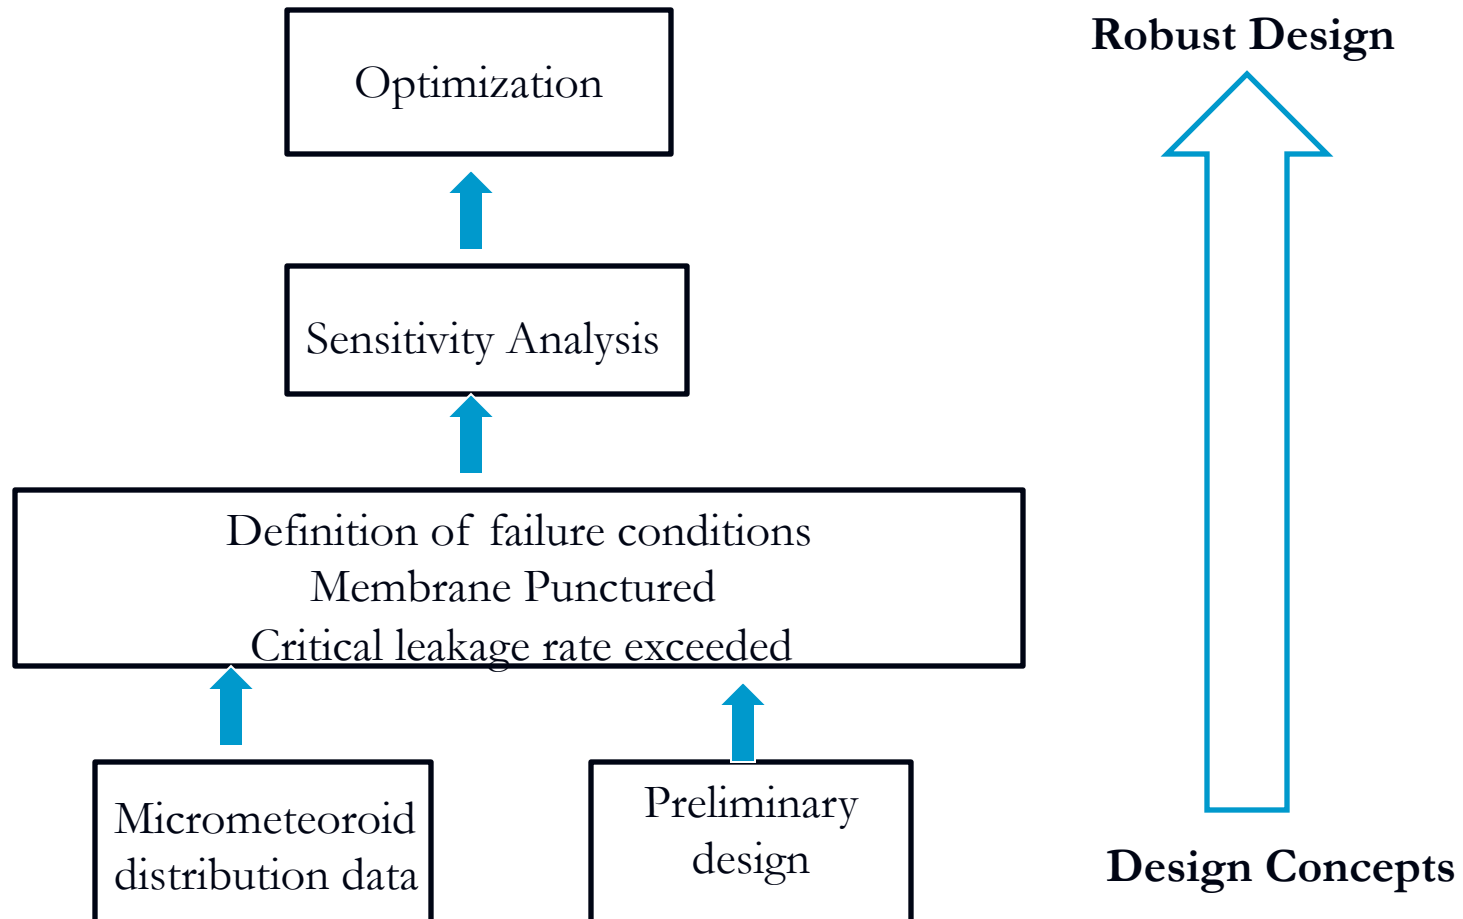 Robust Design
Optimization
Sensitivity Analysis
Definition of failure conditions
Membrane Punctured
Critical leakage rate exceeded
Micrometeoroid
distribution data
Preliminary
design
Design Concepts